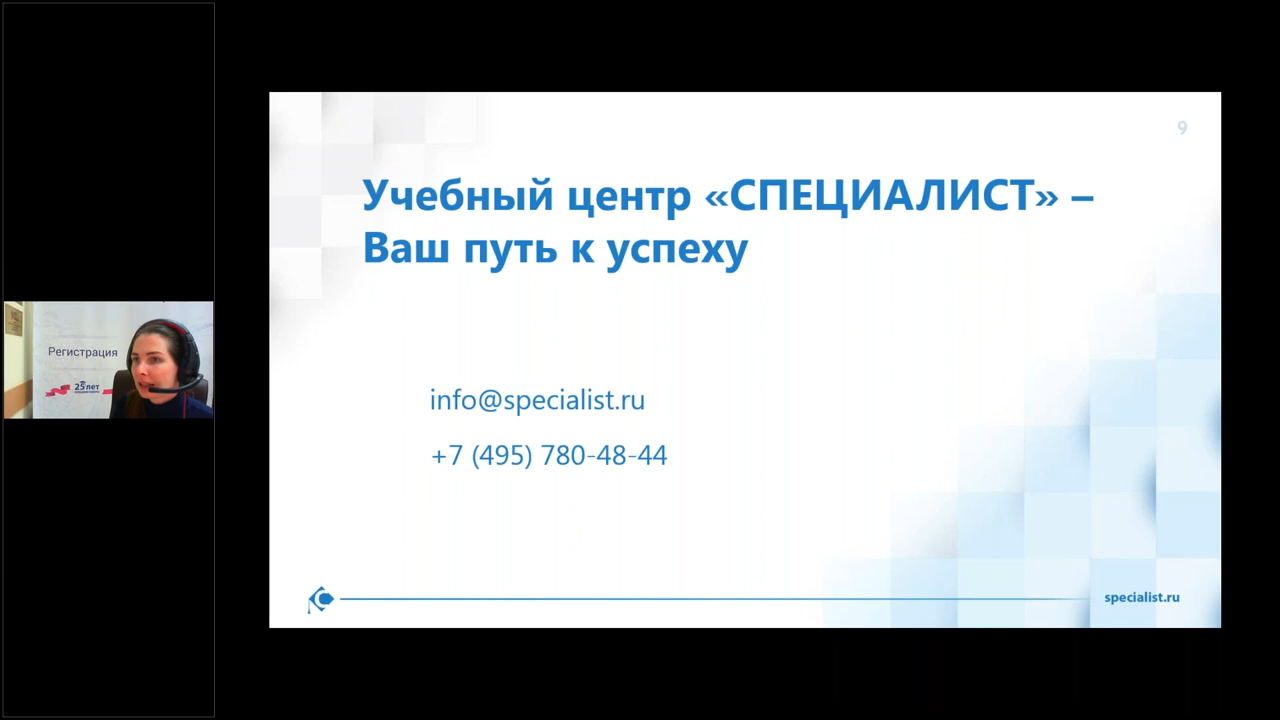 9
Учебный центр «СПЕЦИАЛИСТ» –
Ваш путь к успеху
info@specialist.ru
+7 (495) 780-48-44
specialist.ru
Регистрация
25 лет